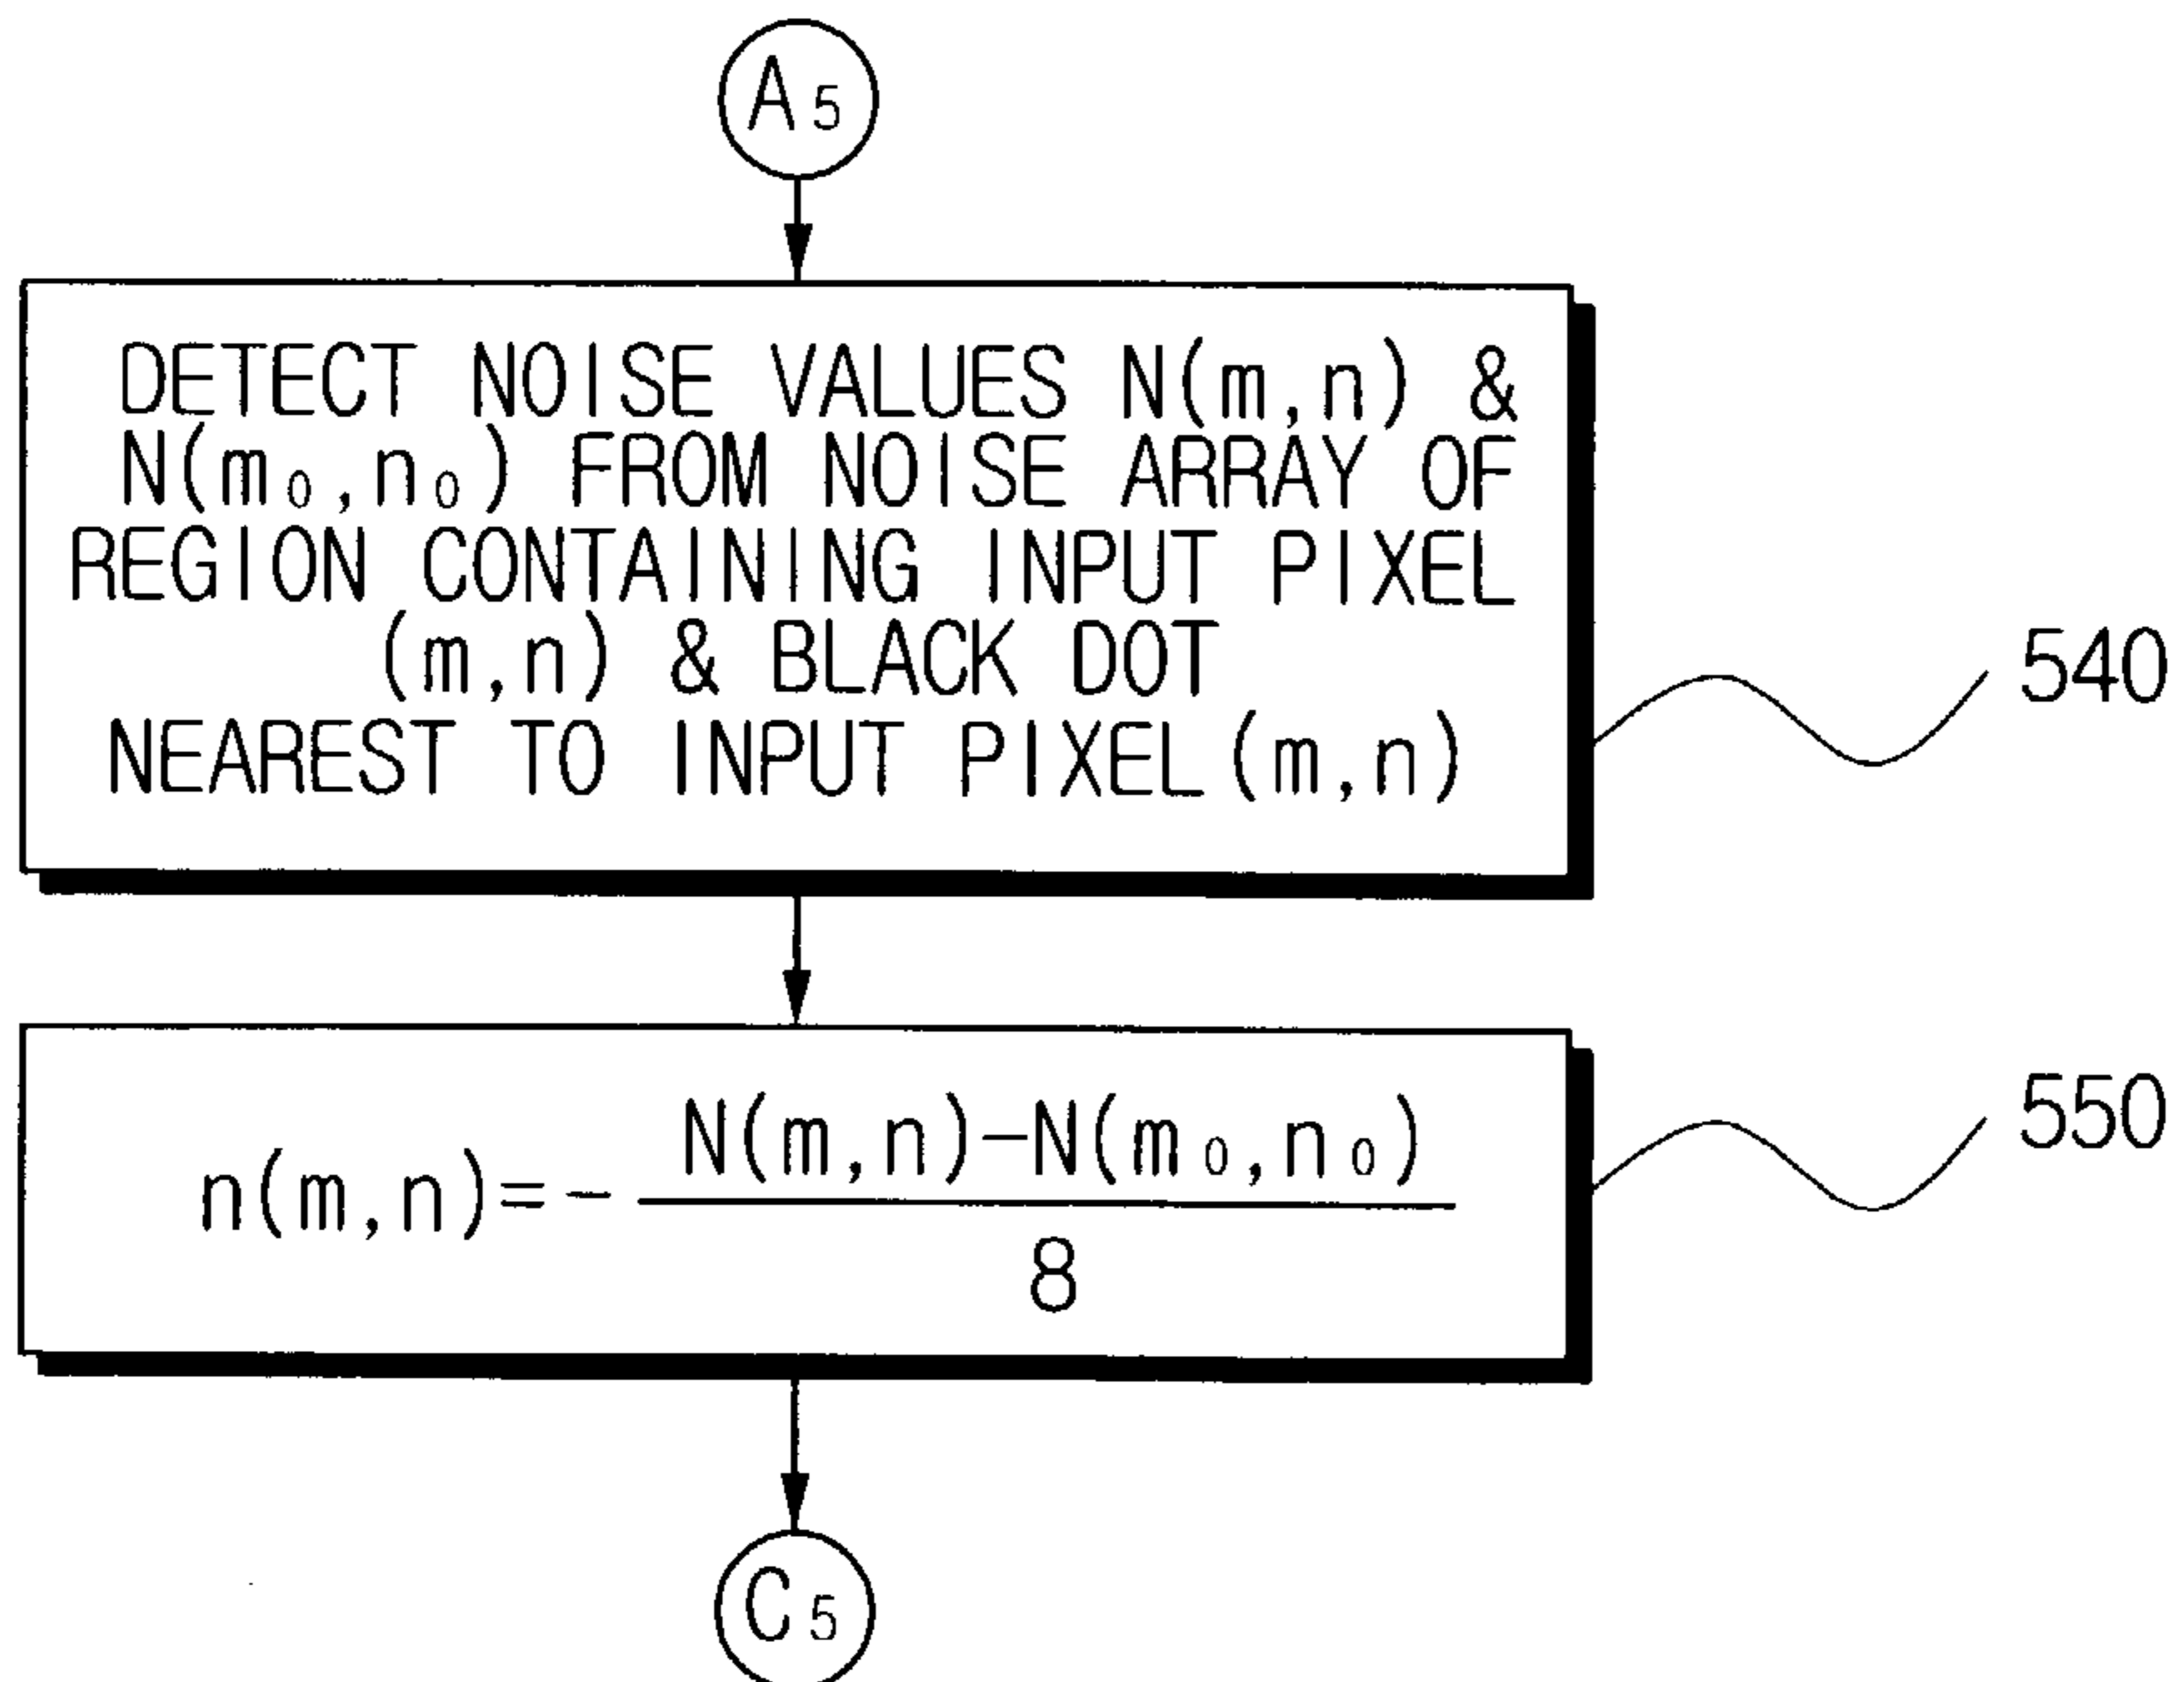 A₅
DETECT NOISE VALUES N(m,n) &
N(m₀,n₀) FROM NOISE ARRAY OF
REGION CONTAINING INPUT PIXEL
(m,n) & BLACK DOT
NEAREST TO INPUT PIXEL(m,n)
540
n(m,n)=- N(m,n)-N(m₀,n₀)
8
550
C₅